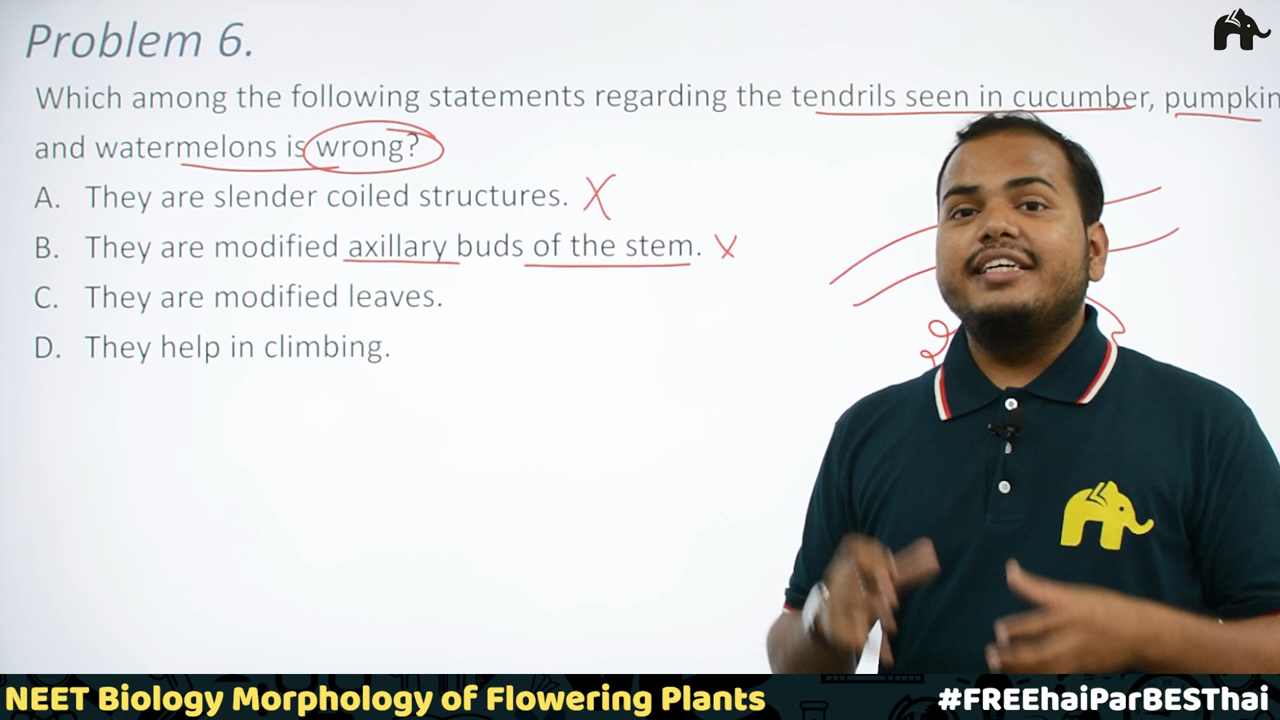 Problem 6.
Which among the following statements regarding the tendrils seen in cucumber, pumpkin
and watermelons is wrong?
A. They are slender coiled structures. X
B. They are modified axillary buds of the stem. X
C. They are modified leaves.
D. They help in climbing.
NEET Biology Morphology of Flowering Plants
#FREEhaiParBESThai